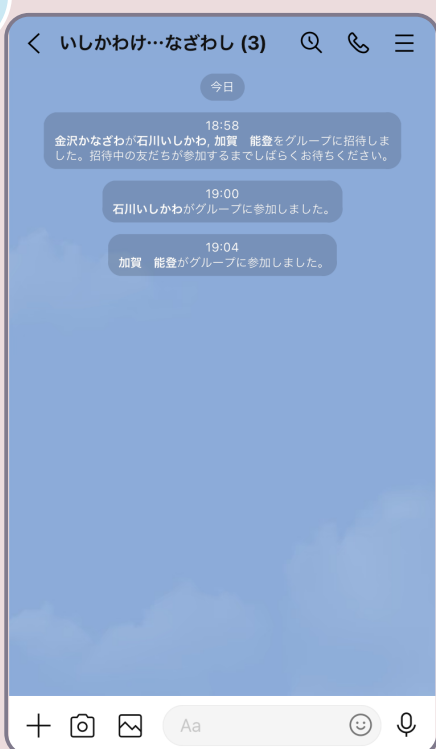 いしかわけ…なざわし (3)
今日
18:58
金沢かなざわが石川いしかわ, 加賀　能登をグループに招待しま
した。招待中の友だちが参加するまでしばらくお待ちください。
19:00
石川いしかわがグループに参加しました。
19:04
加賀　能登がグループに参加しました。
Aa